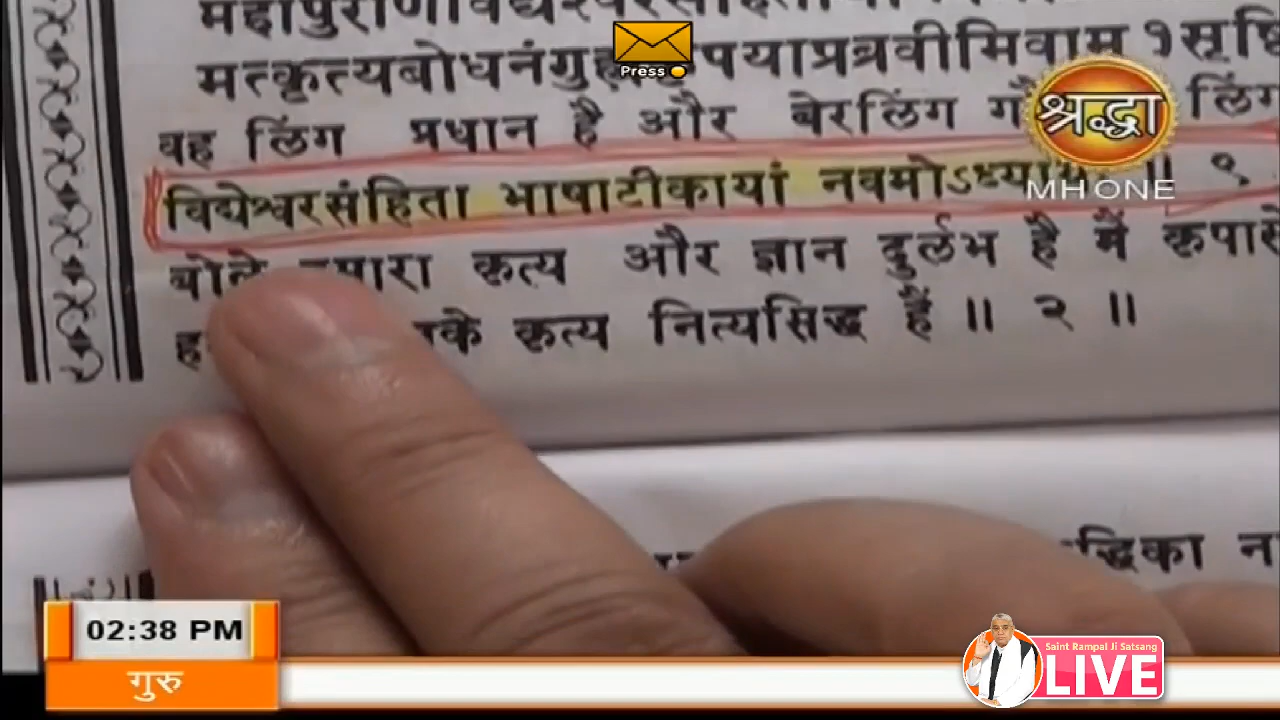 मत्कृत्यबोधनंगुह्यंकृपयाप्रब्रवीमिवाम् १ सृष्टि
वह लिंग प्रधान है और बेरलिंग लिंग
विद्येश्वरसंहिता भाषाटीकायां नवमोऽध्यायः ॥ ९
बोले हमारा कृत्य और ज्ञान दुर्लभ है मैं कृपासे
कृत्य नित्यसिद्ध हैं ॥ २ ॥
Press
श्रद्धा
MH ONE
02:38 PM
गुरु
Saint Rampal Ji Satsang
LIVE